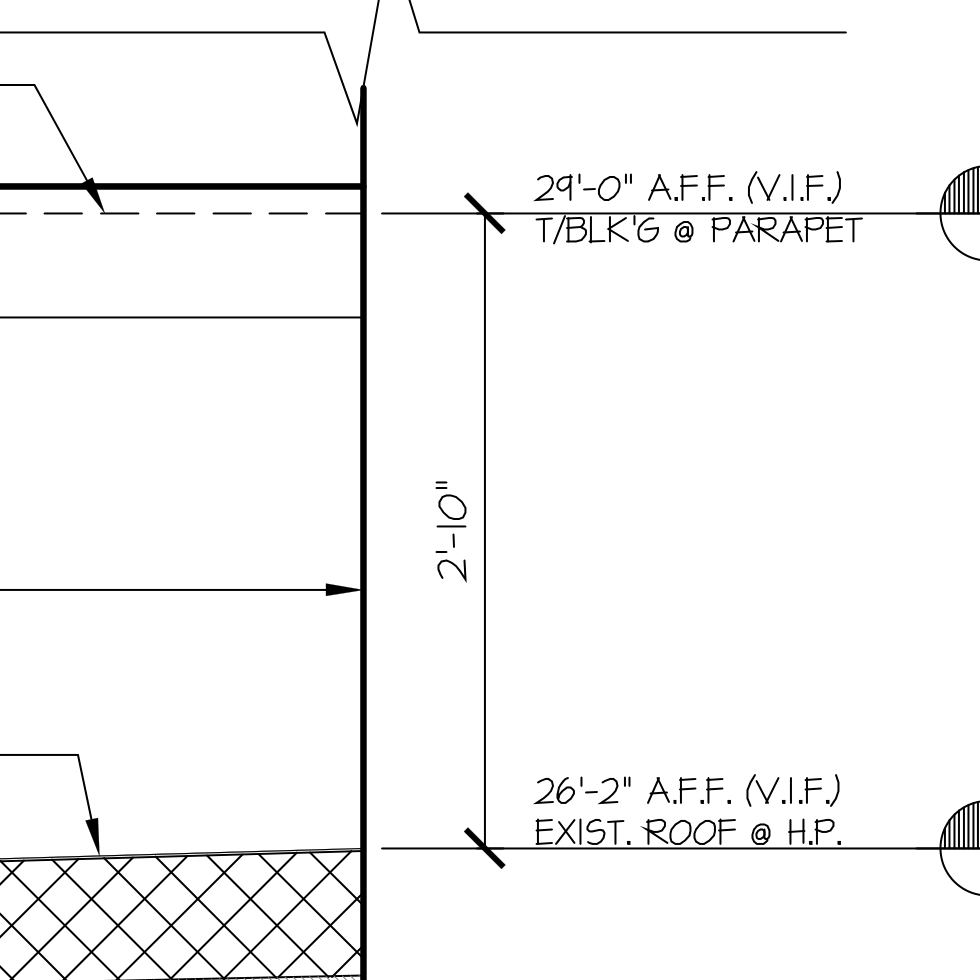 29'-0" A.F.F. (V.I.F.)
T/BLK'G @ PARAPET
2'-10"
26'-2" A.F.F. (V.I.F.)
EXIST. ROOF @ H.P.